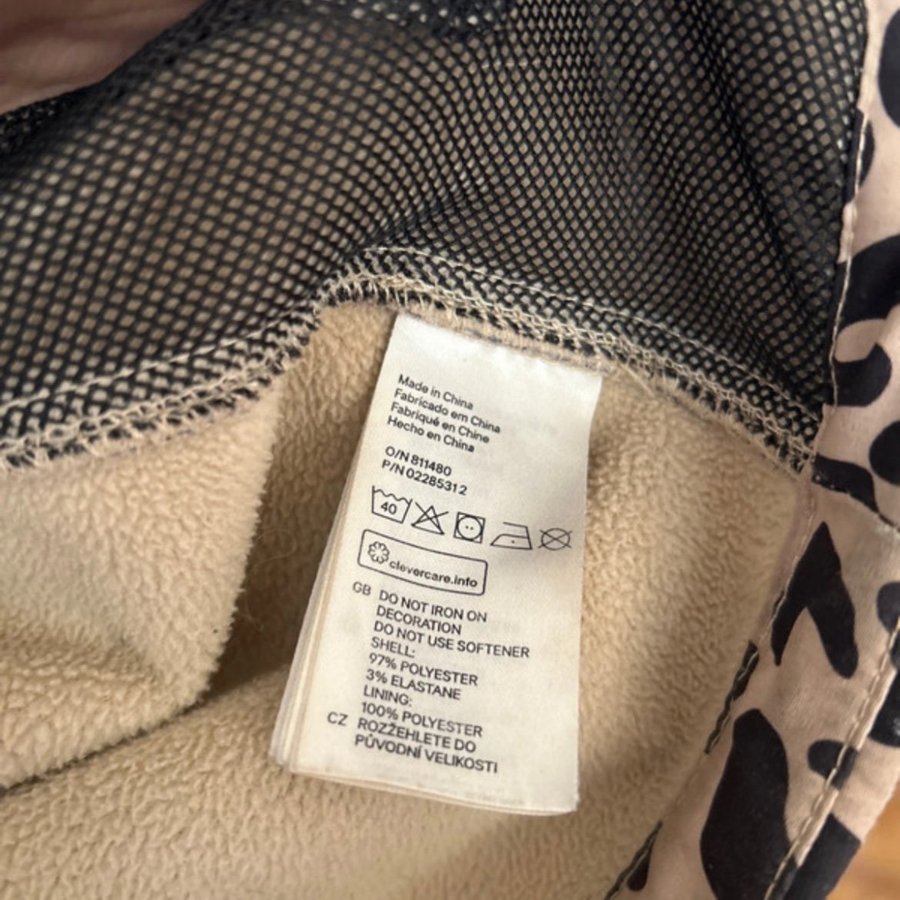 Made in China
Fabricado em China
Fabriqué en Chine
Hecho en China
O/N 811480
P/N 02285312
40
clevercare.info
GB DO NOT IRON ON
DECORATION
DO NOT USE SOFTENER
SHELL:
97% POLYESTER
3% ELASTANE
LINING:
100% POLYESTER
CZ ROZŽEHLETE DO
PŮVODNÍ VELIKOSTI